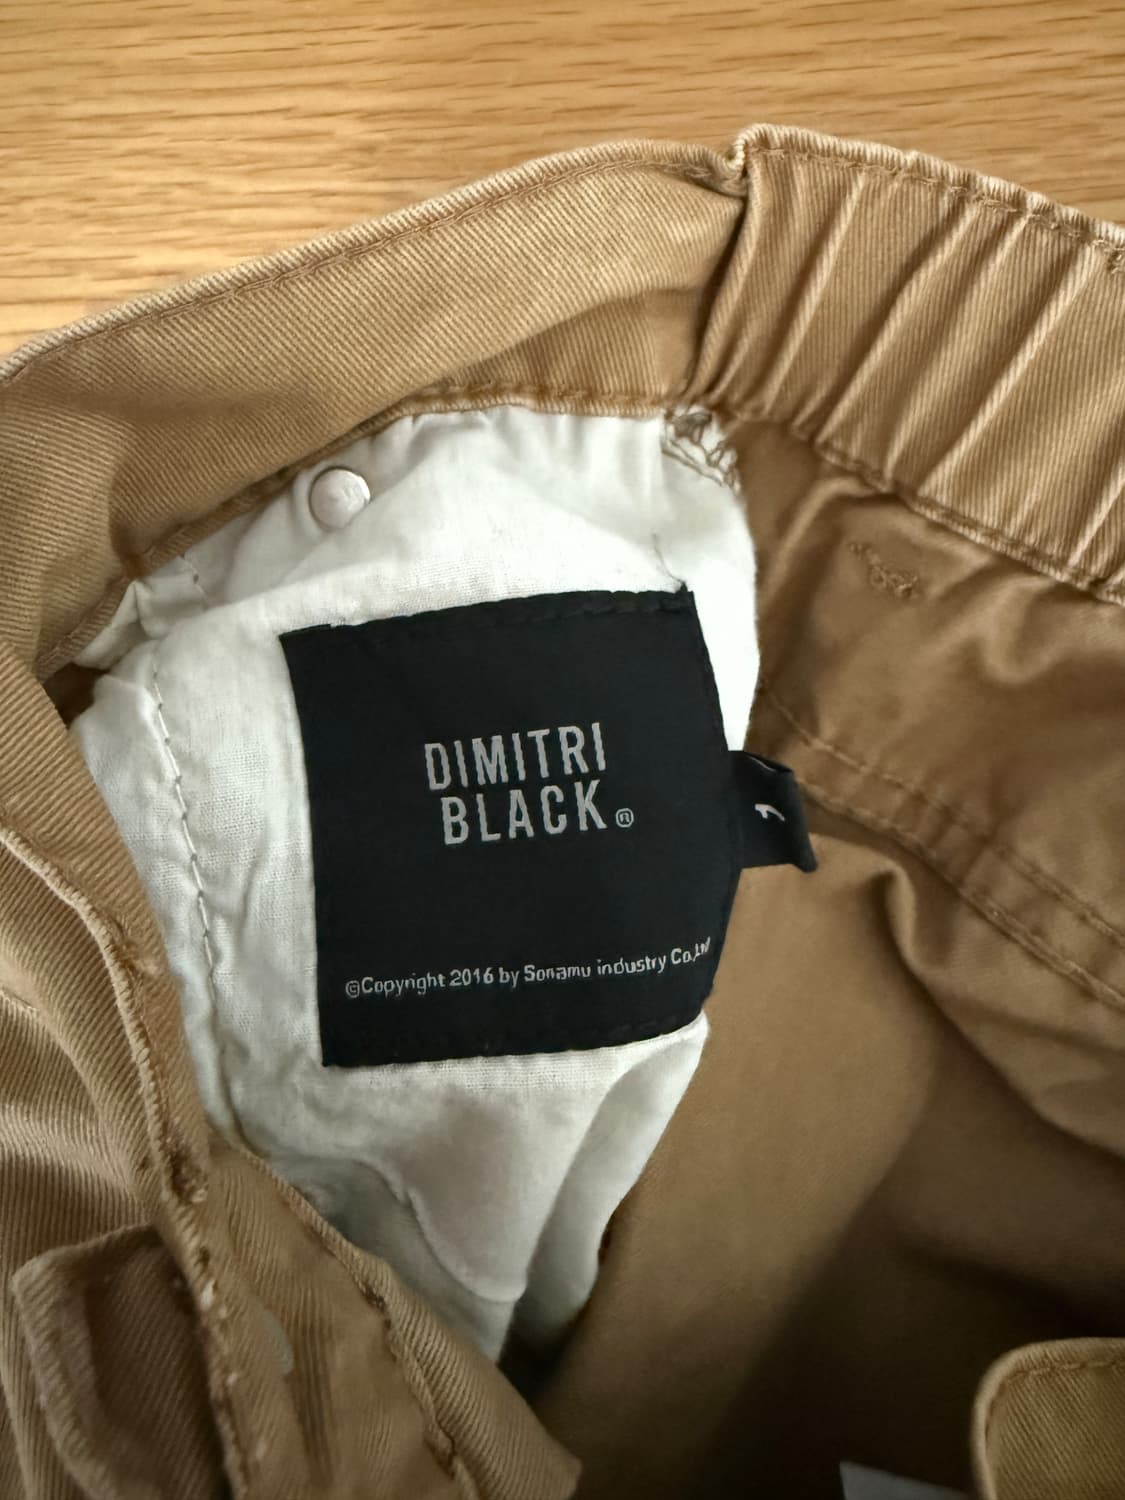 DIMITRI
BLACK®
©Copyright 2016 by Sonamu industry Co.,Ltd